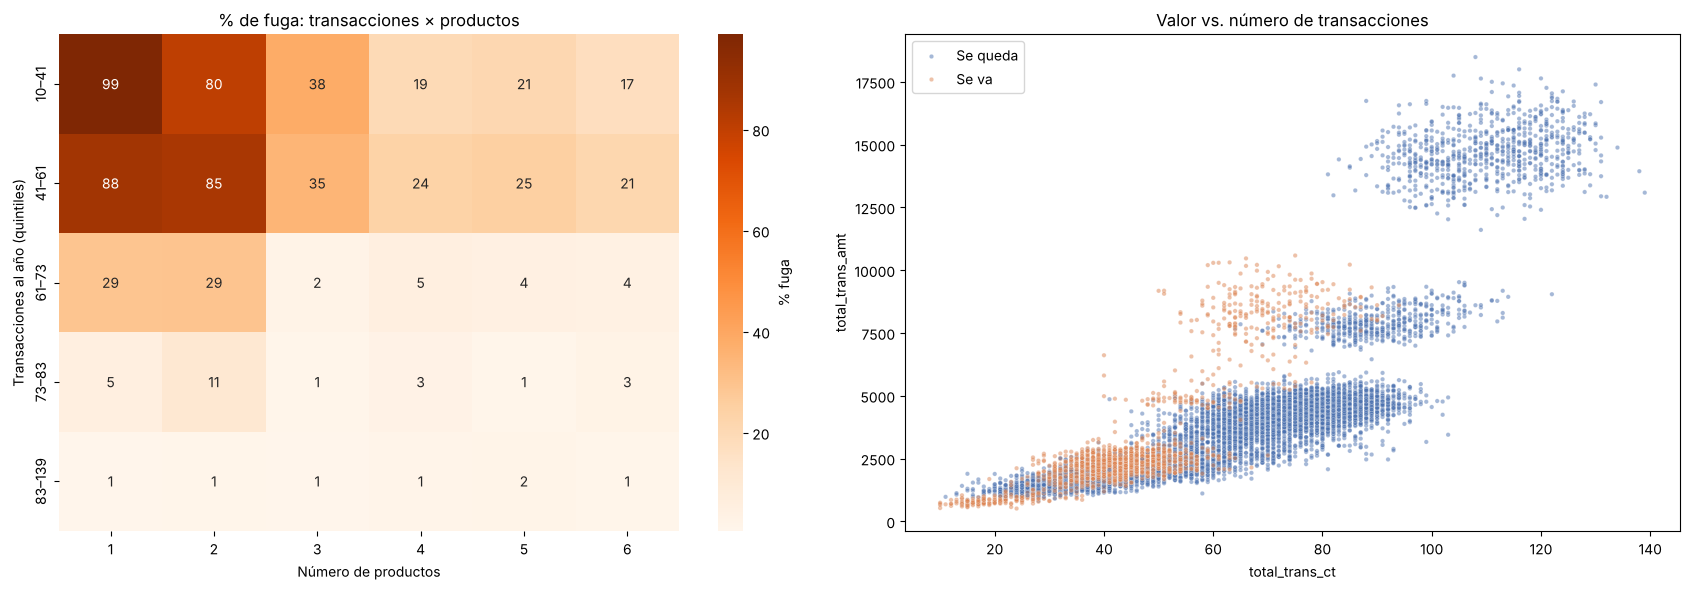 % de fuga: transacciones × productos
Transacciones al año (quintiles)
10–41
99 80 38 19 21 17
41–61
88 85 35 24 25 21
61–73
29 29 2 5 4 4
73–83
5 11 1 3 1 3
83–139
1 1 1 1 2 1
1 2 3 4 5 6
Número de productos
80
60
40
20
% fuga
Valor vs. número de transacciones
Se queda
Se va
total_trans_amt
17500
15000
12500
10000
7500
5000
2500
0
20 40 60 80 100 120 140
total_trans_ct